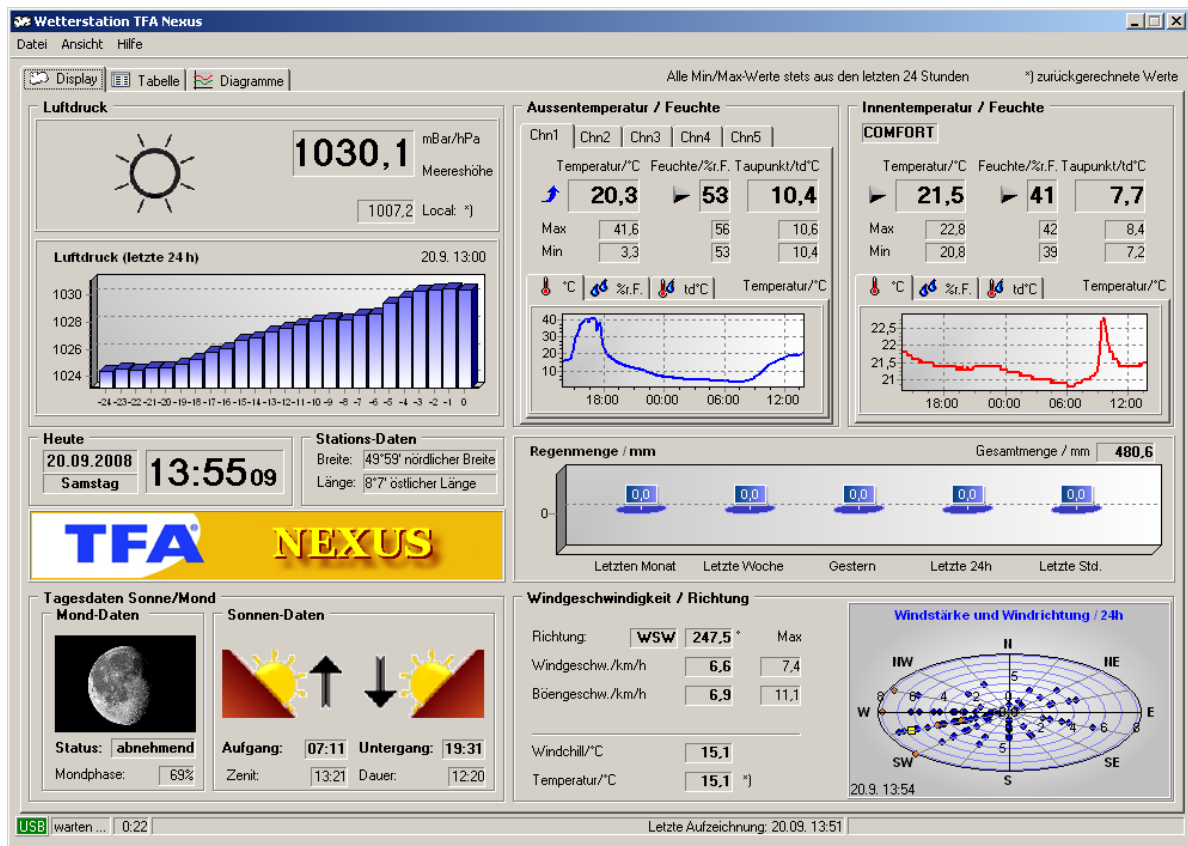 Wetterstation TFA Nexus
Datei Ansicht Hilfe
Display Tabelle Diagramme
Alle Min/Max-Werte stets aus den letzten 24 Stunden *) zurückgerechnete Werte
Luftdruck
1030,1 mBar/hPa
Meereshöhe
1007,2 Local: *)
Luftdruck (letzte 24 h) 20.9. 13:00
1030
1028
1026
1024
-24 -23 -22 -21 -20 -19 -18 -17 -16 -15 -14 -13 -12 -11 -10 -9 -8 -7 -6 -5 -4 -3 -2 -1 0
Aussentemperatur / Feuchte
Chn1 Chn2 Chn3 Chn4 Chn5
Temperatur/°C Feuchte/%r.F. Taupunkt/td°C
20,3 53 10,4
Max 41,6 56 10,6
Min 3,3 53 10,4
°C %r.F. td°C Temperatur/°C
40
30
20
10
18:00 00:00 06:00 12:00
Innentemperatur / Feuchte
COMFORT
Temperatur/°C Feuchte/%r.F. Taupunkt/td°C
21,5 41 7,7
Max 22,8 42 8,4
Min 20,8 39 7,2
°C %r.F. td°C Temperatur/°C
22,5
22
21,5
21
18:00 00:00 06:00 12:00
Heute
20.09.2008
Samstag
13:55 09
Stations-Daten
Breite: 49°59' nördlicher Breite
Länge: 8°7' östlicher Länge
TFA NEXUS
Regenmenge / mm Gesamtmenge / mm 480,6
0,0 0,0 0,0 0,0 0,0
0
Letzten Monat Letzte Woche Gestern Letzte 24h Letzte Std.
Tagesdaten Sonne/Mond
Mond-Daten
Status: abnehmend
Mondphase: 69%
Sonnen-Daten
Aufgang: 07:11 Untergang: 19:31
Zenit: 13:21 Dauer: 12:20
Windgeschwindigkeit / Richtung
Richtung: WSW 247,5 ° Max
Windgeschw./km/h 6,6 7,4
Böengeschw./km/h 6,9 11,1
Windchill/°C 15,1
Temperatur/°C 15,1 *)
Windstärke und Windrichtung / 24h
N
NW NE
5
8 6 4 2 0
W E
0,0
2 4 6 8
5
SW SE
S
20.9. 13:54
USB warten ... 0:22 Letzte Aufzeichnung: 20.09. 13:51